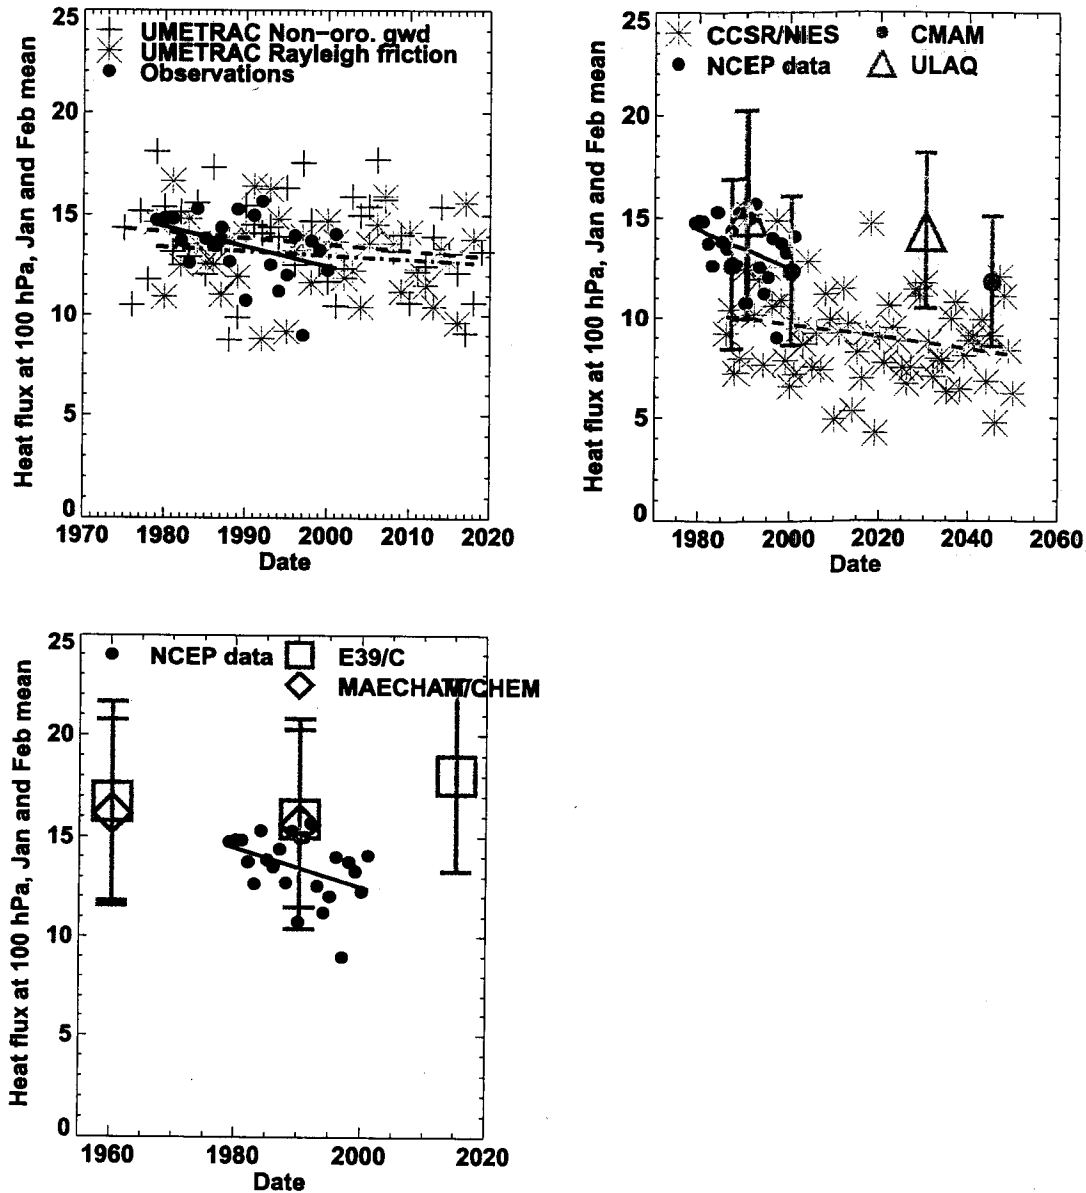 Heat flux at 100 hPa, Jan and Feb mean
25
20
15
10
5
0
UMETRAC Non-oro. gwd
UMETRAC Rayleigh friction
Observations
1970 1980 1990 2000 2010 2020
Date
Heat flux at 100 hPa, Jan and Feb mean
25
20
15
10
5
0
CCSR/NIES CMAM
NCEP data ULAQ
1980 2000 2020 2040 2060
Date
Heat flux at 100 hPa, Jan and Feb mean
25
20
15
10
5
0
NCEP data E39/C
MAECHAM/CHEM
1960 1980 2000 2020
Date